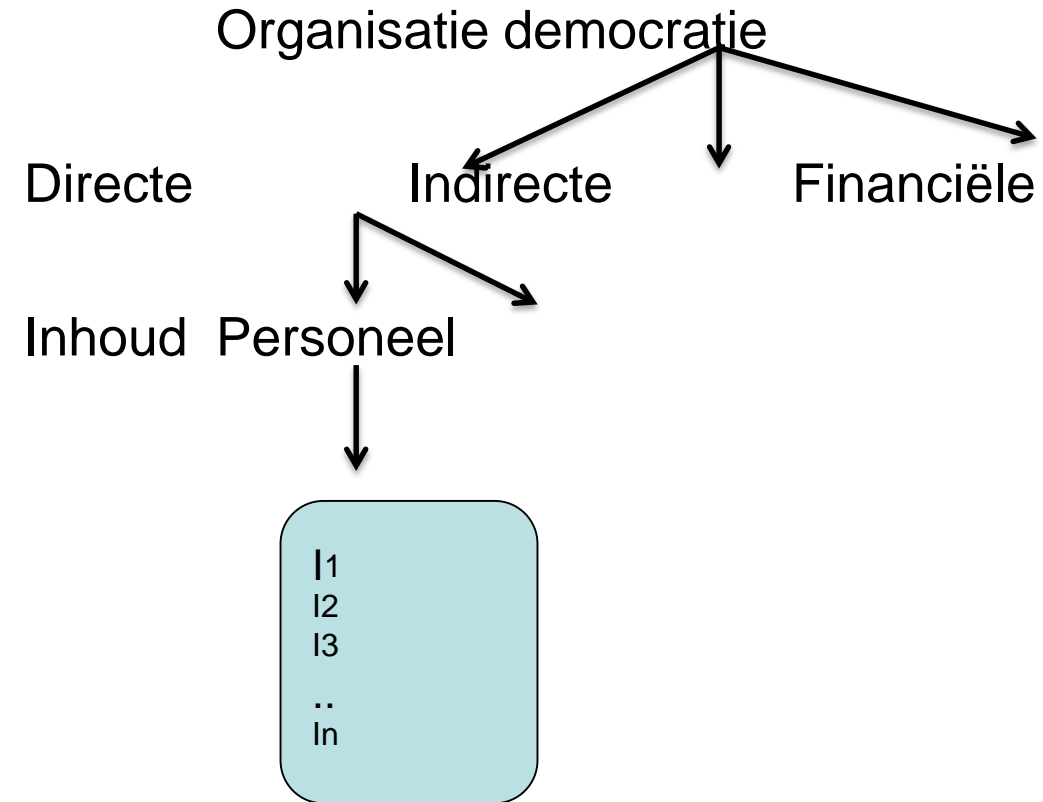 Organisatie democratie
Directe Indirecte Financiële
Inhoud Personeel
I1
I2
I3
..
In